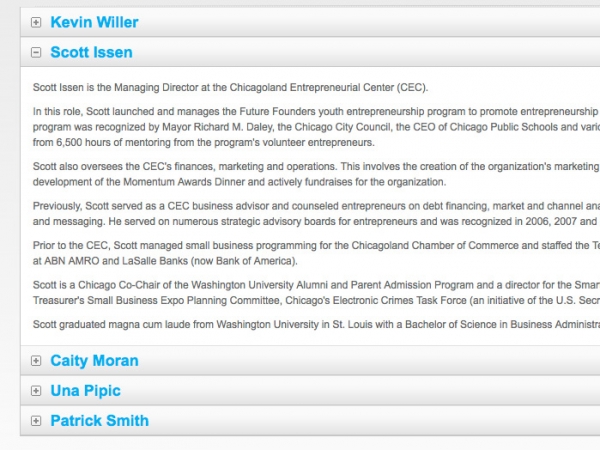 Kevin Willer
Scott Issen
Scott Issen is the Managing Director at the Chicagoland Entrepreneurial Center (CEC).
In this role, Scott launched and manages the Future Founders youth entrepreneurship program to promote entrepreneurship
program was recognized by Mayor Richard M. Daley, the Chicago City Council, the CEO of Chicago Public Schools and vario
from 6,500 hours of mentoring from the program's volunteer entrepreneurs.
Scott also oversees the CEC's finances, marketing and operations. This involves the creation of the organization's marketing
development of the Momentum Awards Dinner and actively fundraises for the organization.
Previously, Scott served as a CEC business advisor and counseled entrepreneurs on debt financing, market and channel ana
and messaging. He served on numerous strategic advisory boards for entrepreneurs and was recognized in 2006, 2007 and
Prior to the CEC, Scott managed small business programming for the Chicagoland Chamber of Commerce and staffed the Te
at ABN AMRO and LaSalle Banks (now Bank of America).
Scott is a Chicago Co-Chair of the Washington University Alumni and Parent Admission Program and a director for the Smar
Treasurer's Small Business Expo Planning Committee, Chicago's Electronic Crimes Task Force (an initiative of the U.S. Secr
Scott graduated magna cum laude from Washington University in St. Louis with a Bachelor of Science in Business Administra
Caity Moran
Una Pipic
Patrick Smith